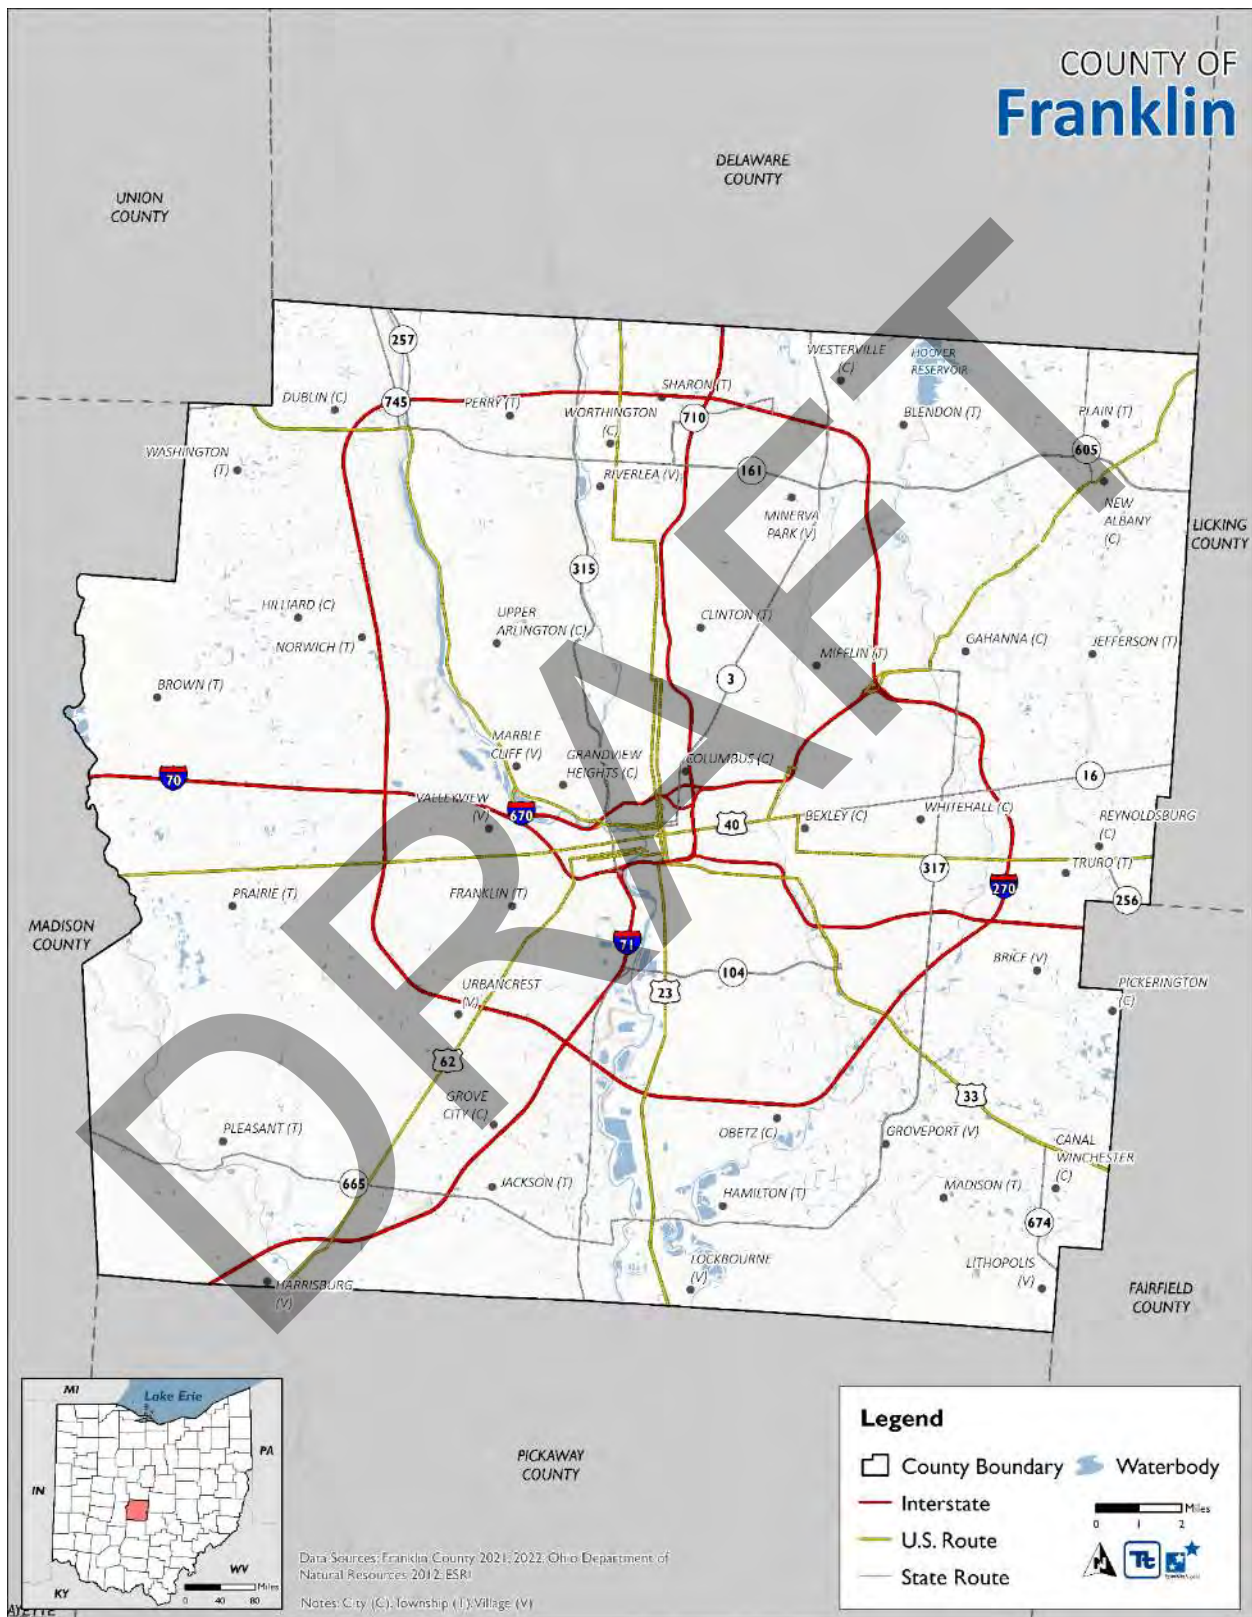 COUNTY OF
Franklin
DELAWARE
COUNTY
UNION
COUNTY
257
WESTERVILLE
(C)
HOOVER
RESERVOIR
DUBLIN (C)
745
PERRY (T)
SHARON (T)
WORTHINGTON
(C)
710
BLENDON (T)
PLAIN (T)
605
WASHINGTON
(T)
RIVERLEA (V)
161
MINERVA
PARK (V)
NEW
ALBANY
(C)
LICKING
COUNTY
315
HILLIARD (C)
NORWICH (T)
UPPER
ARLINGTON (C)
CLINTON (T)
GAHANNA (C)
JEFFERSON (T)
MIFFLIN (T)
BROWN (T)
3
MARBLE
CLIFF (V)
GRANDVIEW
HEIGHTS (C)
COLUMBUS (C)
70
16
VALLEYVIEW
(V)
670
40
BEXLEY (C)
WHITEHALL (C)
REYNOLDSBURG
(C)
TRURO (T)
317
270
256
PRAIRIE (T)
FRANKLIN (T)
MADISON
COUNTY
71
BRICE (V)
104
URBANCREST
(V)
23
PICKERINGTON
(C)
62
GROVE
CITY (C)
33
PLEASANT (T)
OBETZ (C)
GROVEPORT (V)
CANAL
WINCHESTER
(C)
665
JACKSON (T)
HAMILTON (T)
MADISON (T)
674
LOCKBOURNE
(V)
LITHOPOLIS
(V)
HARRISBURG
(V)
FAIRFIELD
COUNTY
DRAFT
PICKAWAY
COUNTY
MI
Lake Erie
PA
IN
WV
KY
Miles
0 40 80
Data Sources: Franklin County 2021, 2022, Ohio Department of
Natural Resources 2012, ESRI
Notes: City (C), Township (T), Village (V)
Legend
County Boundary
Waterbody
Interstate
U.S. Route
State Route
Miles
0 1 2
N
Tt